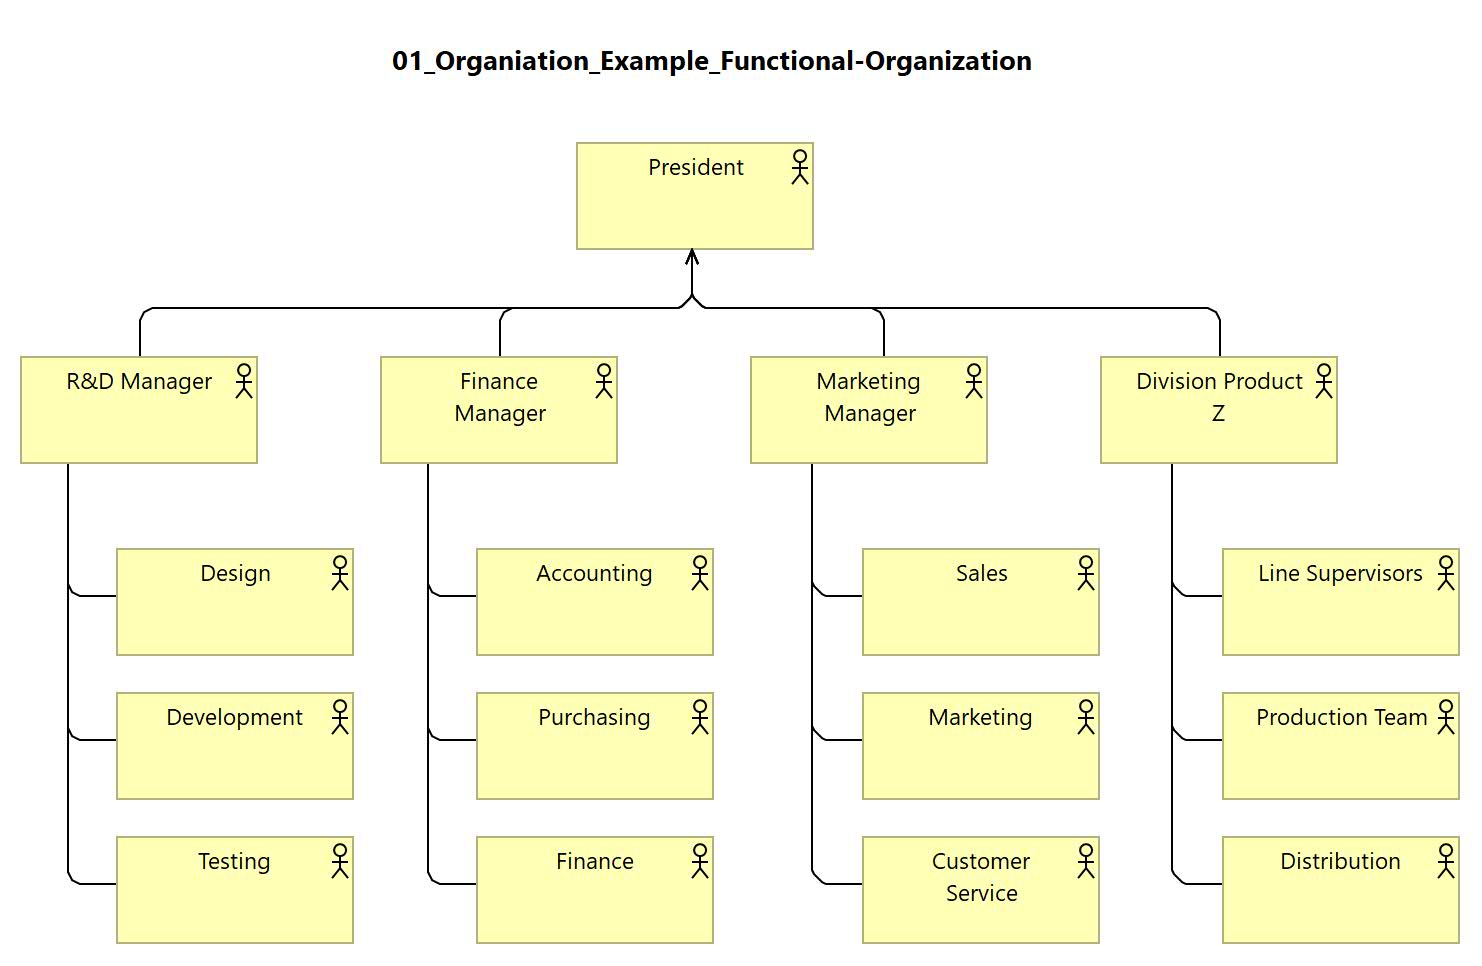 01_Organiation_Example_Functional-Organization
President
R&D Manager
Finance
Manager
Marketing
Manager
Division Product
Z
Design
Accounting
Sales
Line Supervisors
Development
Purchasing
Marketing
Production Team
Testing
Finance
Customer
Service
Distribution